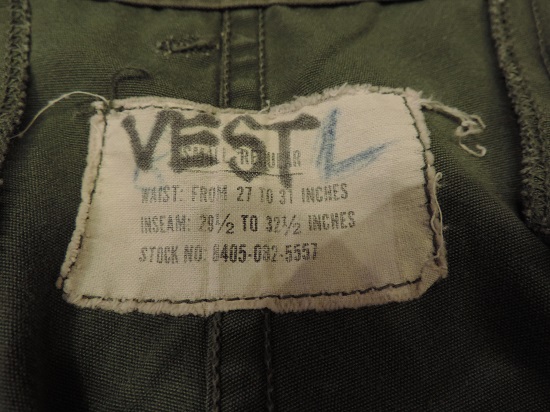 VEST L
SMALL-REGULAR
WAIST: FROM 27 TO 31 INCHES
INSEAM: 29½ TO 32½ INCHES
STOCK NO: 8405-082-5557